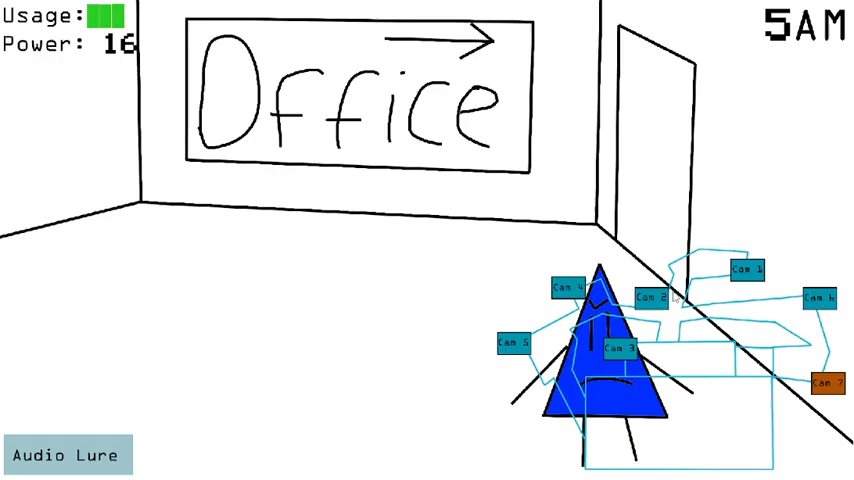 Usage:
Power: 16
5AM
Office
Cam 1
Cam 4
Cam 2
Cam 6
Cam 5
Cam 3
Cam 7
Audio Lure